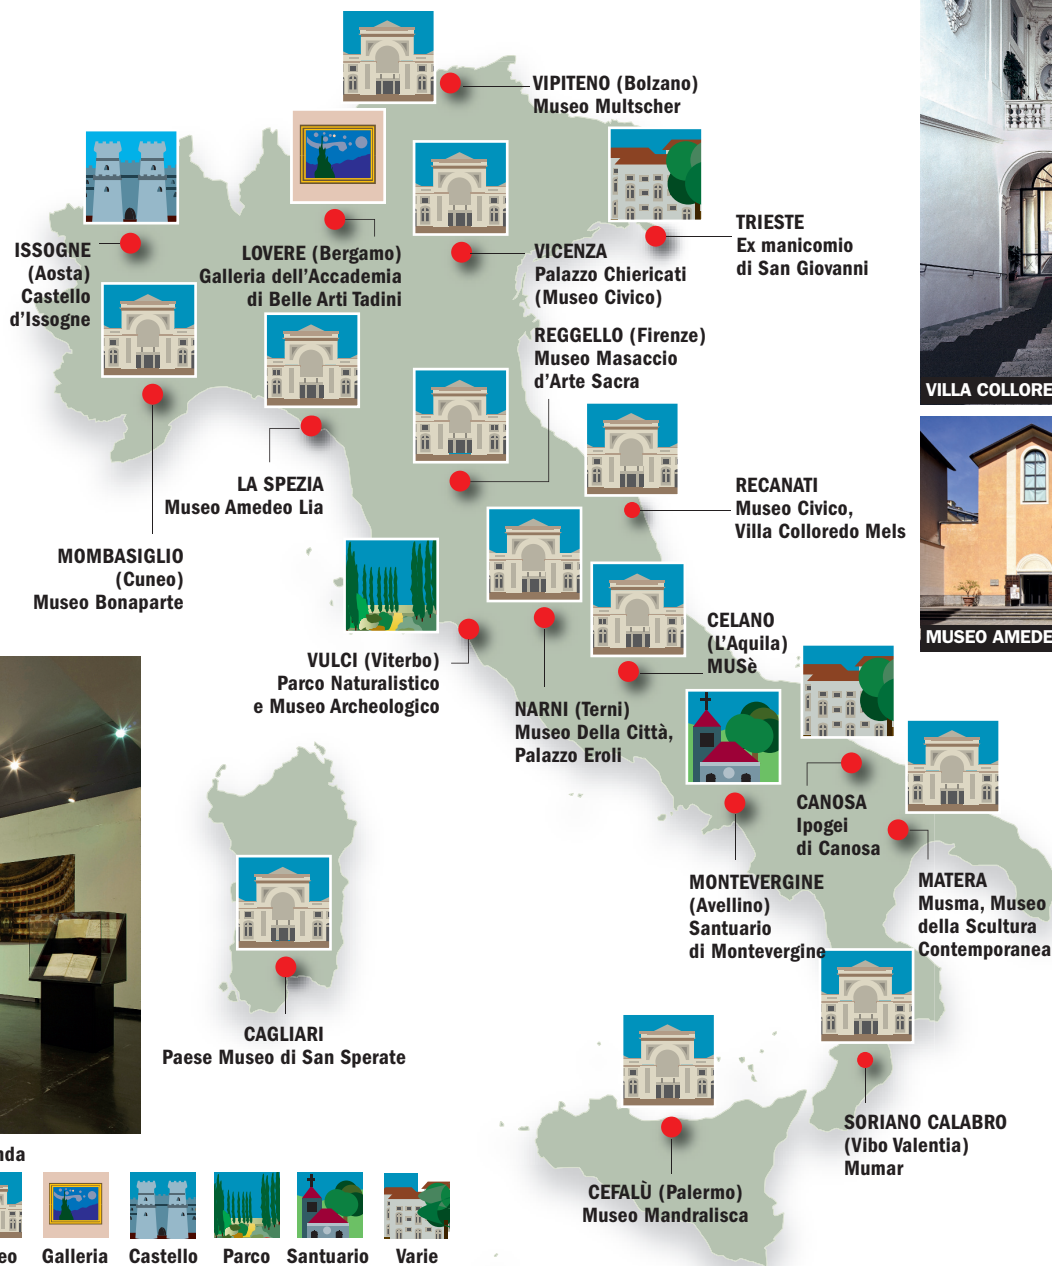 VIPITENO (Bolzano)
Museo Multscher
ISSOGNE
(Aosta)
Castello
d'Issogne
LOVERE (Bergamo)
Galleria dell'Accademia
di Belle Arti Tadini
VICENZA
Palazzo Chiericati
(Museo Civico)
TRIESTE
Ex manicomio
di San Giovanni
REGGELLO (Firenze)
Museo Masaccio
d'Arte Sacra
VILLA COLLORE
LA SPEZIA
Museo Amedeo Lia
RECANATI
Museo Civico,
Villa Colloredo Mels
MOMBASIGLIO
(Cuneo)
Museo Bonaparte
MUSEO AMEDE
VULCI (Viterbo)
Parco Naturalistico
e Museo Archeologico
NARNI (Terni)
Museo Della Città,
Palazzo Eroli
CELANO
(L'Aquila)
MUSè
CANOSA
Ipogei
di Canosa
MONTEVERGINE
(Avellino)
Santuario
di Montevergine
MATERA
Musma, Museo
della Scultura
Contemporanea
CAGLIARI
Paese Museo di San Sperate
SORIANO CALABRO
(Vibo Valentia)
Mumar
CEFALÙ (Palermo)
Museo Mandralisca
nda
eo Galleria Castello Parco Santuario Varie